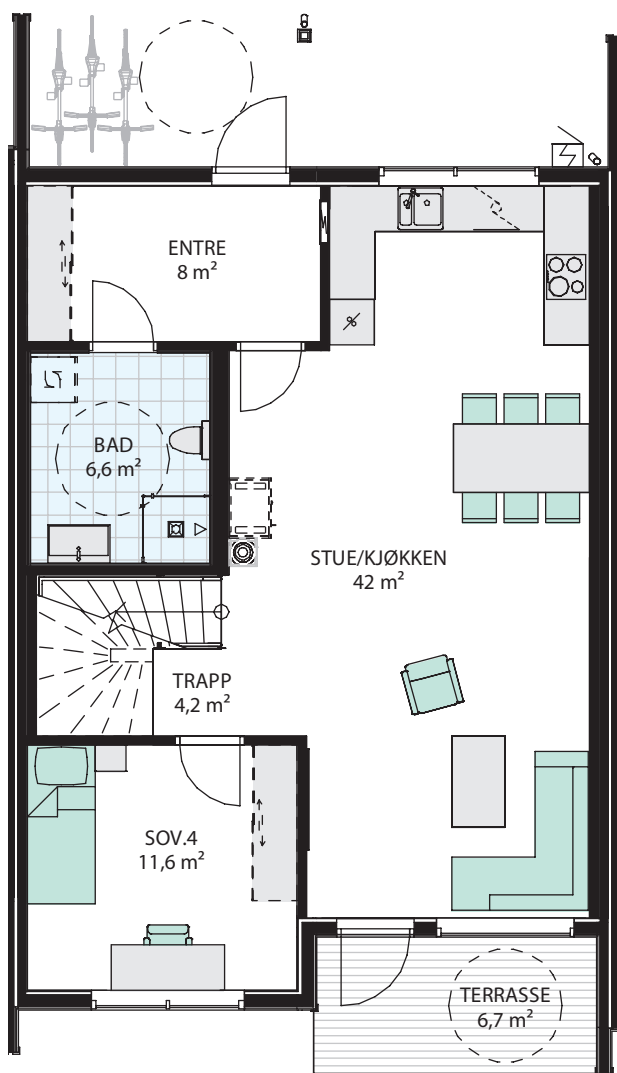 ENTRE
8 m²
BAD
6,6 m²
STUE/KJØKKEN
42 m²
TRAPP
4,2 m²
SOV.4
11,6 m²
TERRASSE
6,7 m²